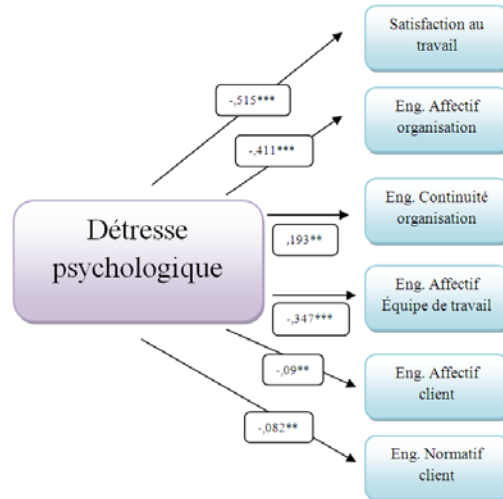 Satisfaction au
travail
-,515***
Eng. Affectif
organisation
-,411***
Détresse
psychologique
Eng. Continuité
organisation
,193**
Eng. Affectif
Équipe de travail
-,347***
Eng. Affectif
client
-,09**
Eng. Normatif
client
-,082**